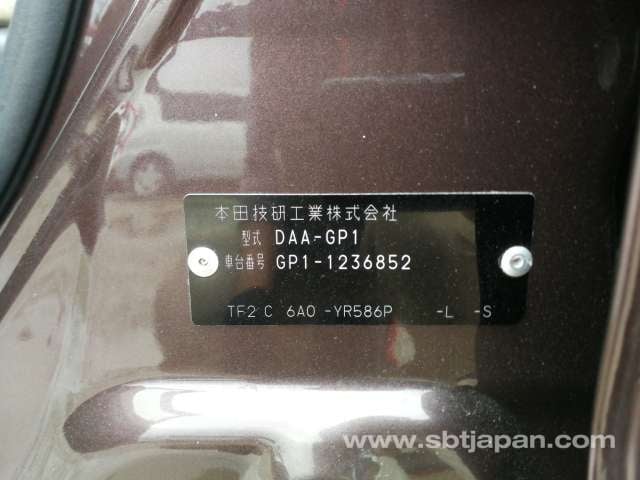 本田技研工業株式会社
型式 DAA-GP1
車台番号 GP1-1236852
TF2 C 6A0 -YR586P -L -S
www.sbtjapan.com